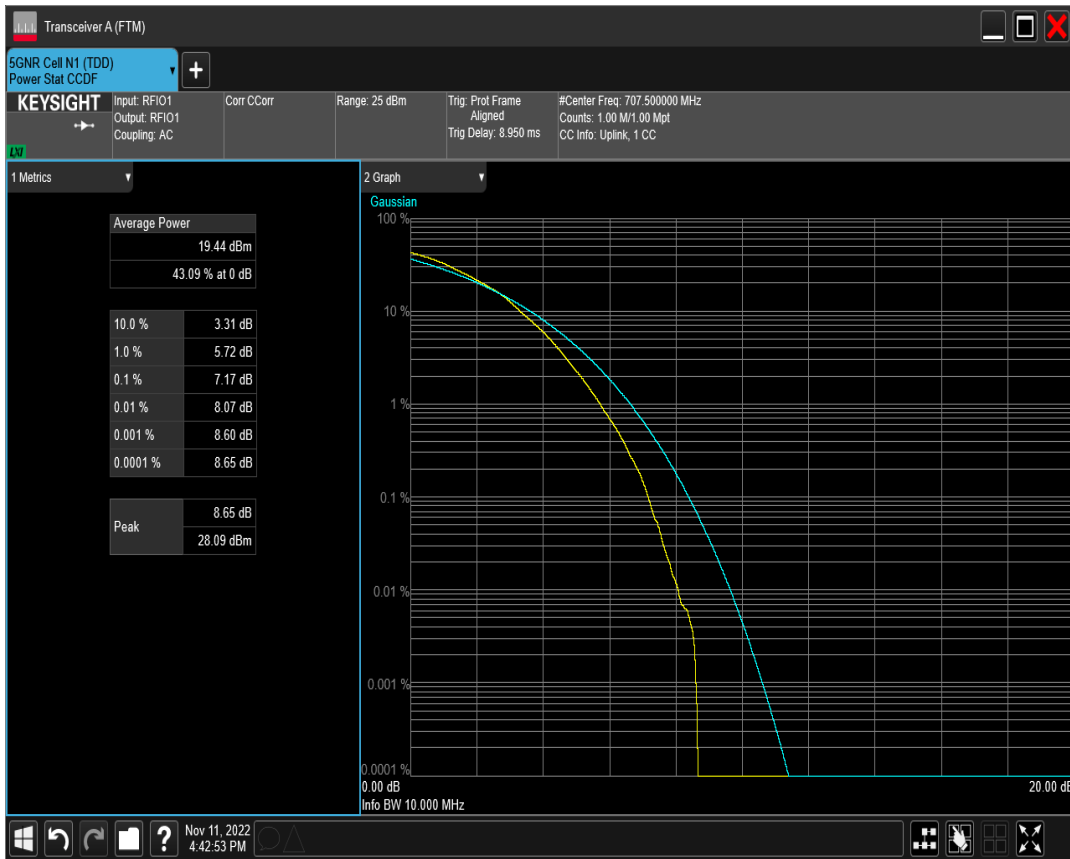 Transceiver A (FTM)
5GNR Cell N1 (TDD)
Power Stat CCDF
KEYSIGHT
LXI
Input: RFIO1
Output: RFIO1
Coupling: AC
Corr CCorr
Range: 25 dBm
Trig: Prot Frame
Aligned
Trig Delay: 8.950 ms
#Center Freq: 707.500000 MHz
Counts: 1.00 M/1.00 Mpt
CC Info: Uplink, 1 CC
1 Metrics
Average Power
19.44 dBm
43.09 % at 0 dB
10.0 % 3.31 dB
1.0 % 5.72 dB
0.1 % 7.17 dB
0.01 % 8.07 dB
0.001 % 8.60 dB
0.0001 % 8.65 dB
Peak 8.65 dB
28.09 dBm
2 Graph
Gaussian
100 %
10 %
1 %
0.1 %
0.01 %
0.001 %
0.0001 %
0.00 dB 20.00 dB
Info BW 10.000 MHz
Nov 11, 2022
4:42:53 PM